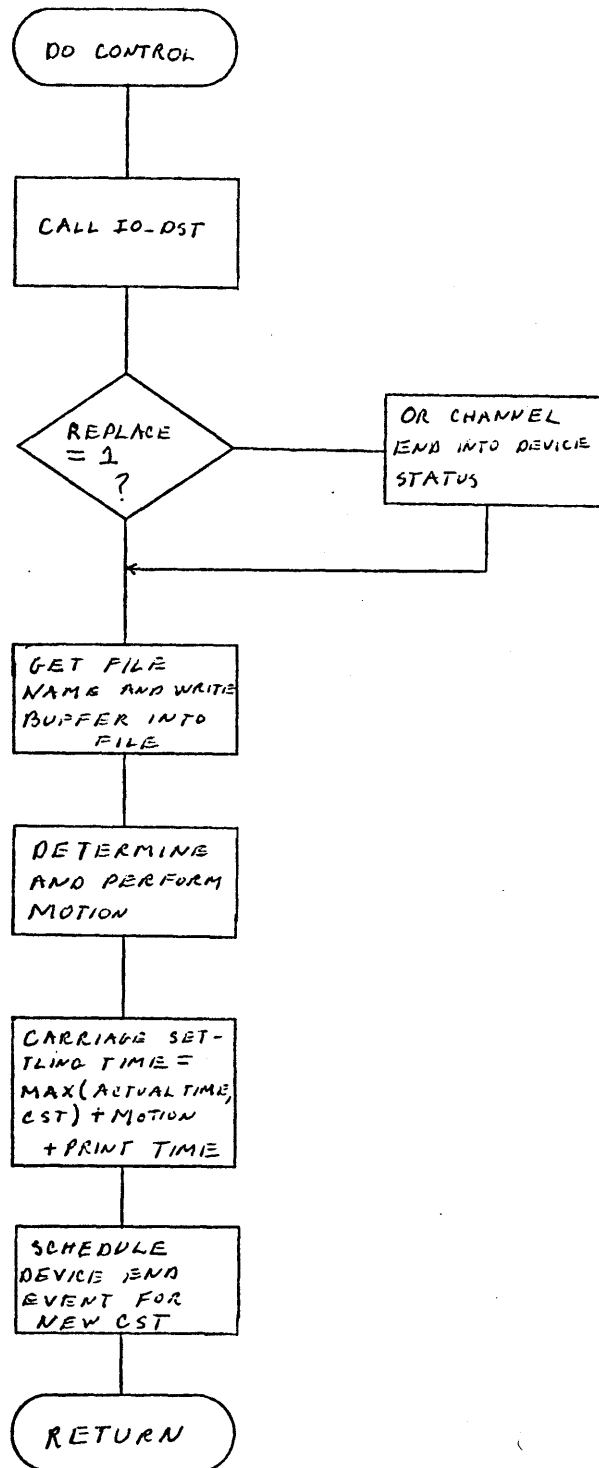 DO CONTROL
CALL IO_DST
REPLACE
= 1
?
OR CHANNEL
END INTO DEVICE
STATUS
GET FILE
NAME AND WRITE
BUFFER INTO
FILE
DETERMINE
AND PERFORM
MOTION
CARRIAGE SET-
TLING TIME =
MAX(ACTUAL TIME,
CST) + MOTION
+ PRINT TIME
SCHEDULE
DEVICE END
EVENT FOR
NEW CST
RETURN